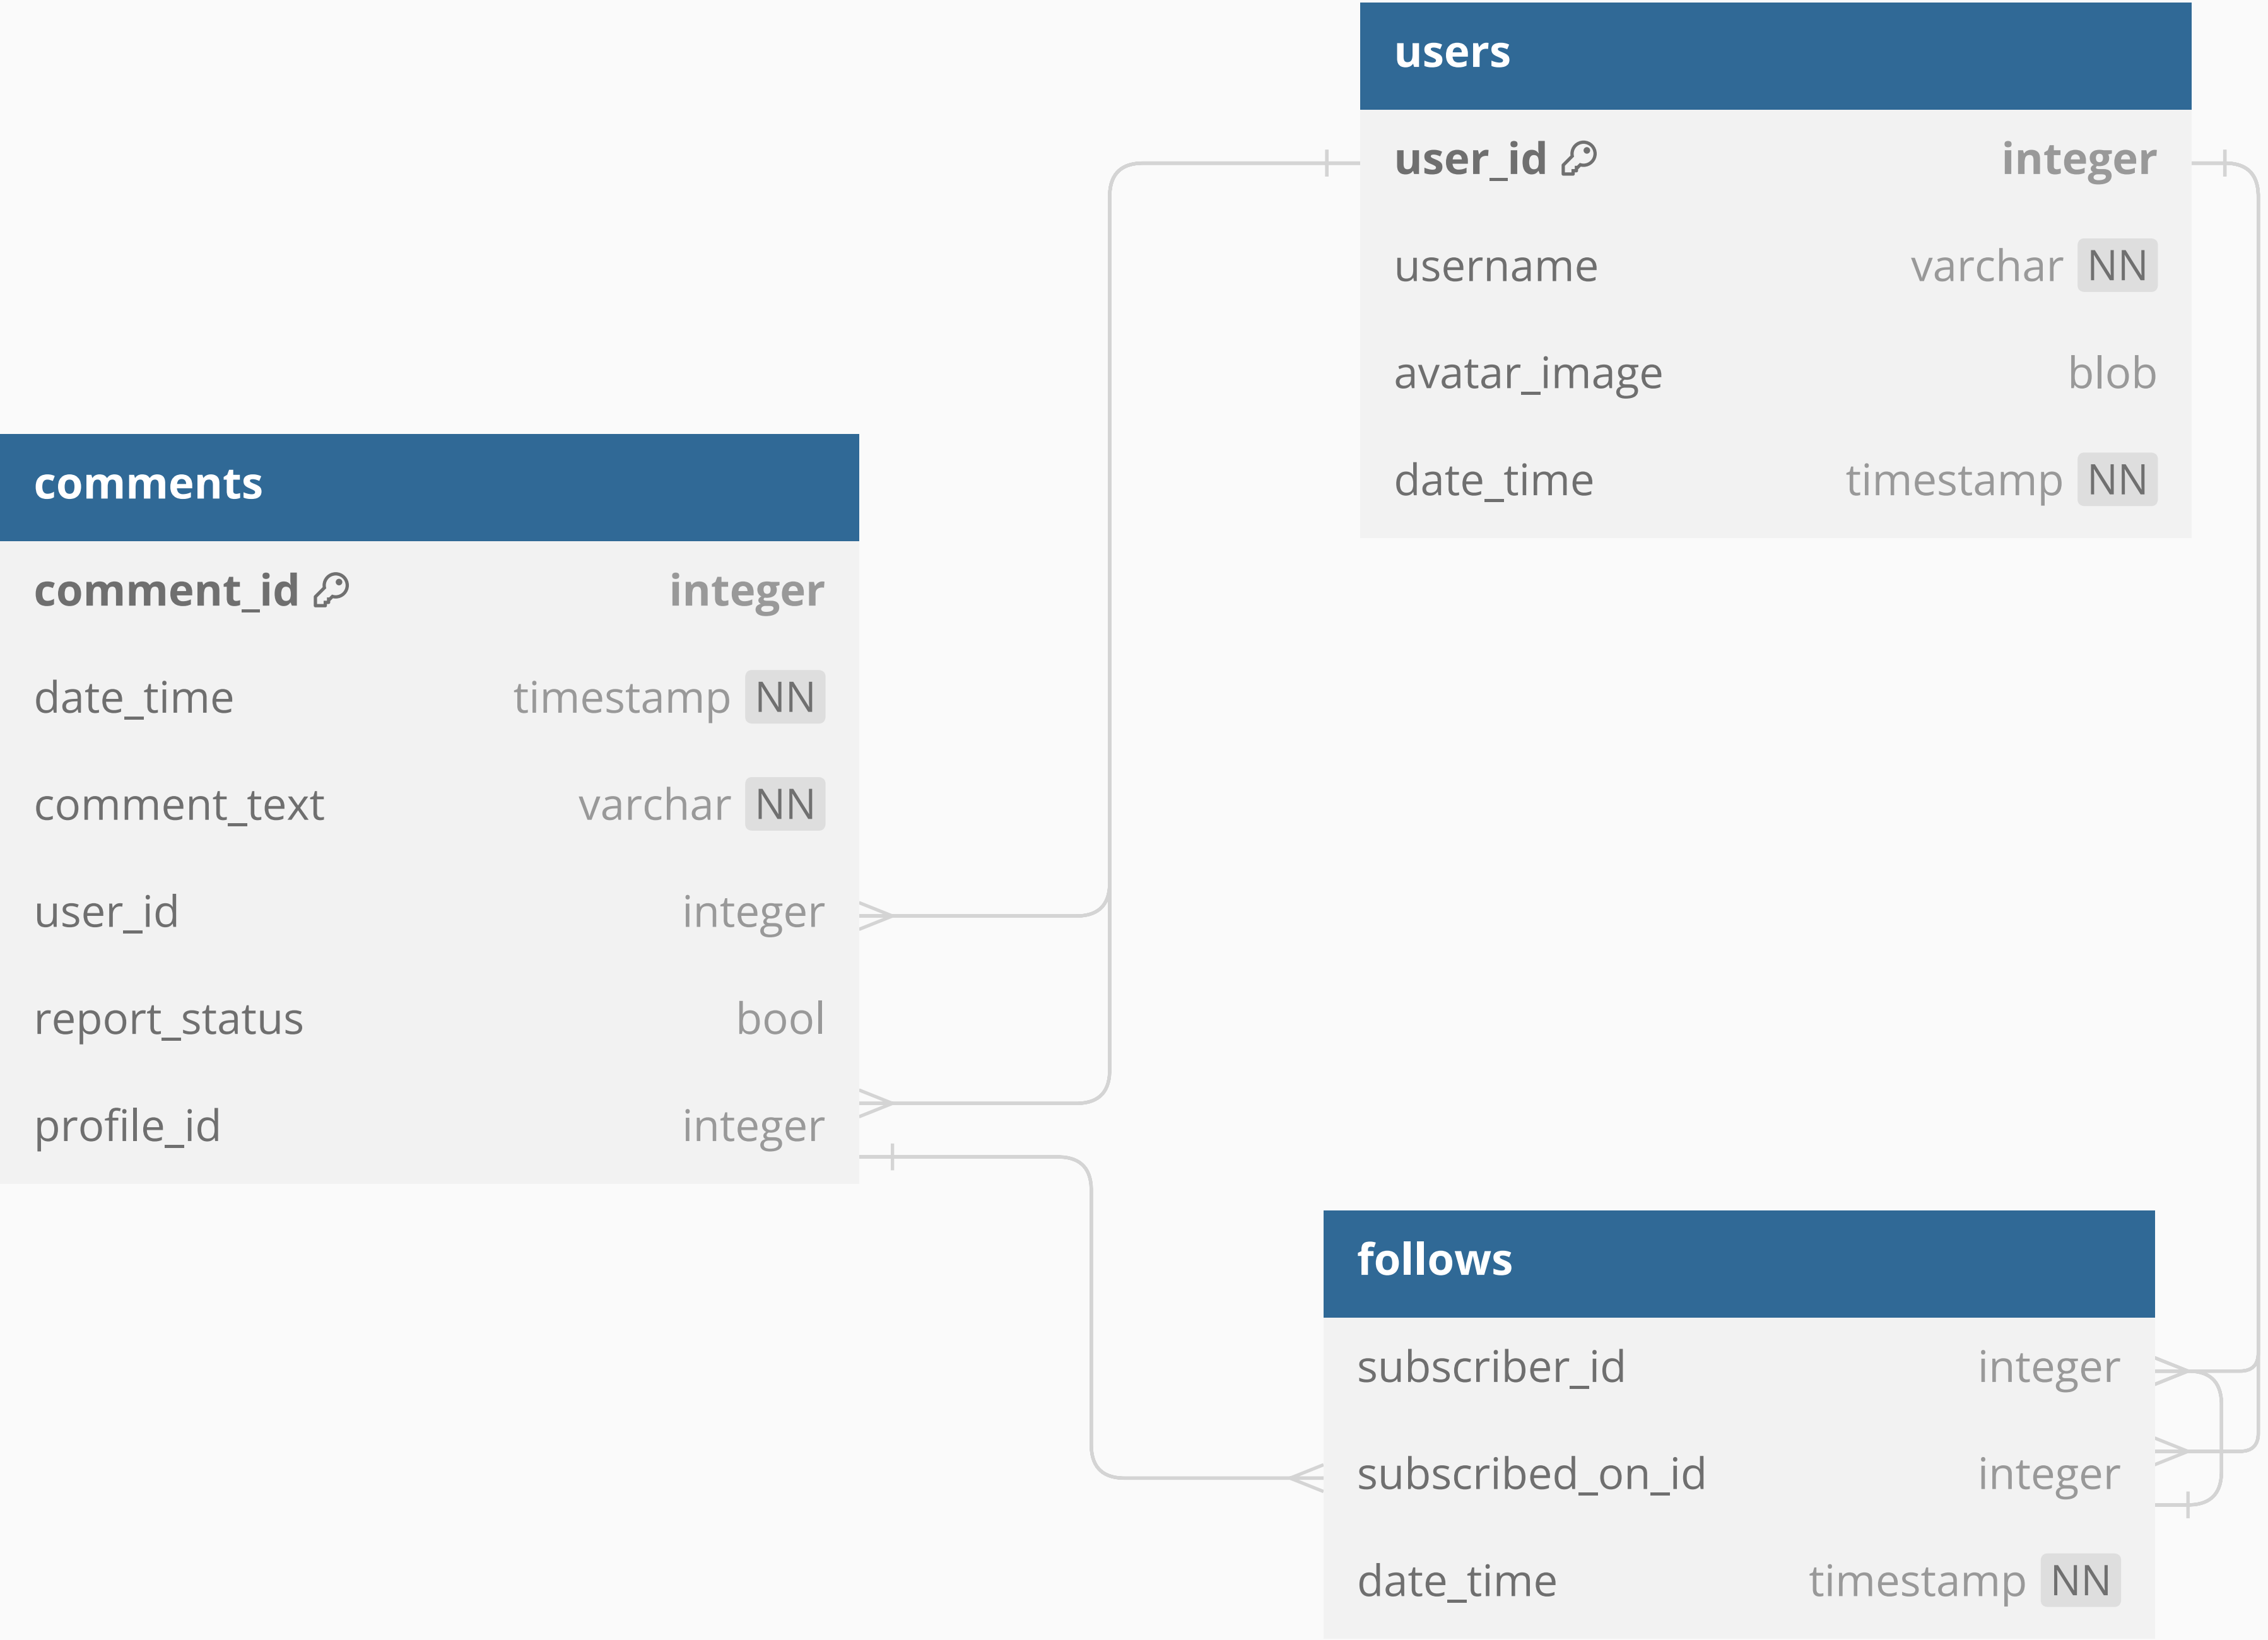 users
user_id integer
username varchar NN
avatar_image blob
date_time timestamp NN
comments
comment_id integer
date_time timestamp NN
comment_text varchar NN
user_id integer
report_status bool
profile_id integer
follows
subscriber_id integer
subscribed_on_id integer
date_time timestamp NN